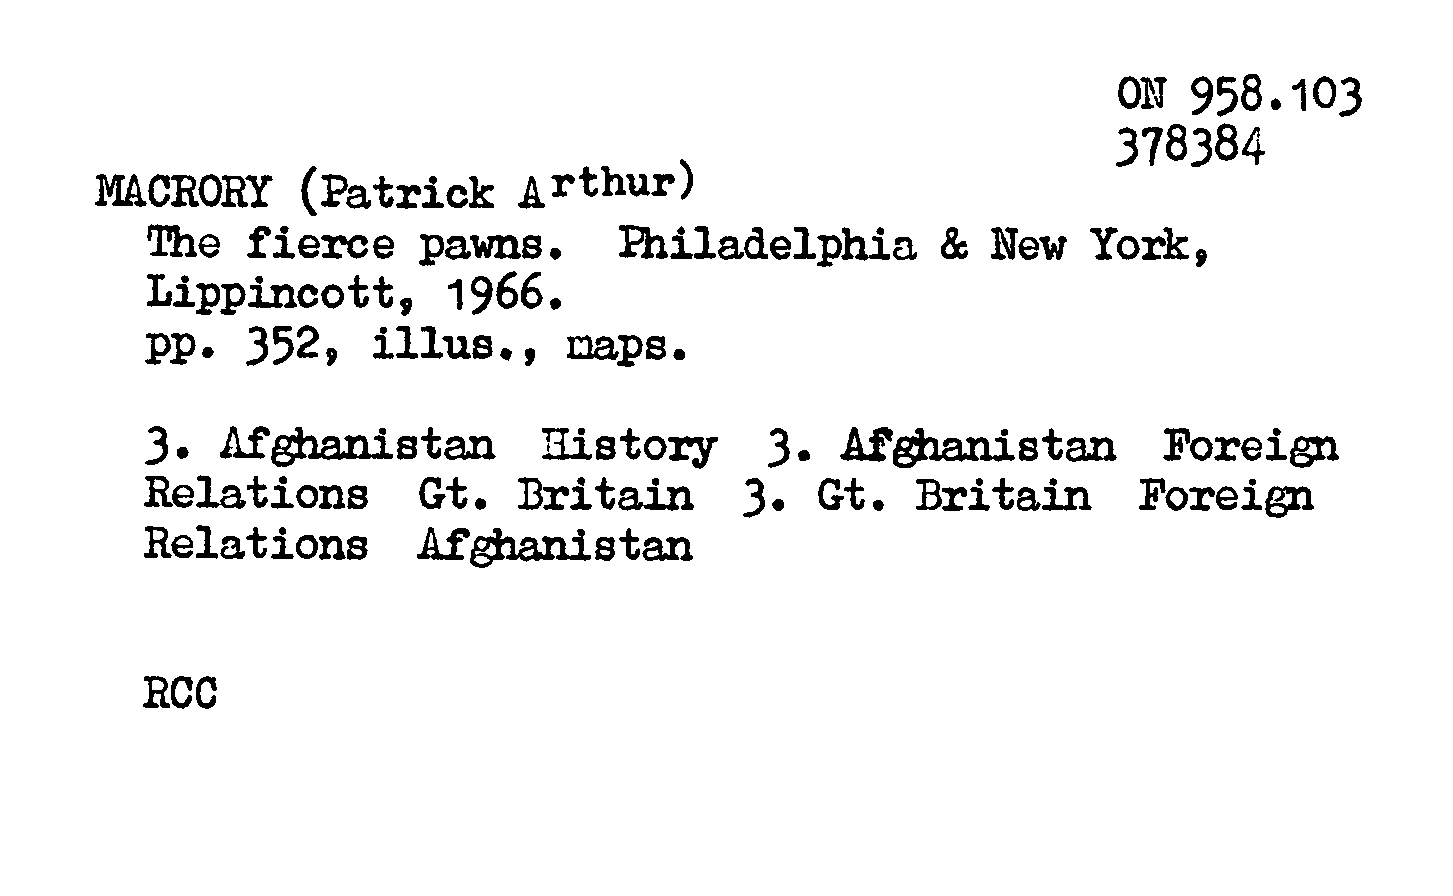 ON 958.103
378384
MACRORY (Patrick Arthur)
The fierce pawns. Philadelphia & New York,
Lippincott, 1966.
pp. 352, illus., maps.
3. Afghanistan History 3. Afghanistan Foreign
Relations Gt. Britain 3. Gt. Britain Foreign
Relations Afghanistan
RCC